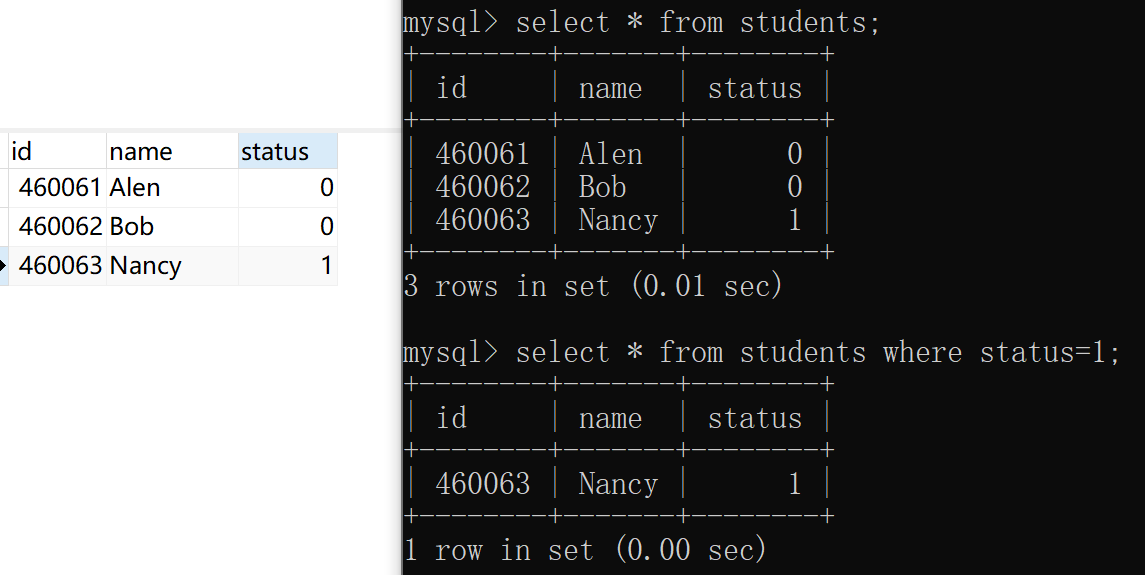 id name status
460061 Alen 0
460062 Bob 0
460063 Nancy 1
mysql> select * from students;
+--------+-------+--------+
| id     | name  | status |
+--------+-------+--------+
| 460061 | Alen  |      0 |
| 460062 | Bob   |      0 |
| 460063 | Nancy |      1 |
+--------+-------+--------+
3 rows in set (0.01 sec)
mysql> select * from students where status=1;
+--------+-------+--------+
| id     | name  | status |
+--------+-------+--------+
| 460063 | Nancy |      1 |
+--------+-------+--------+
1 row in set (0.00 sec)